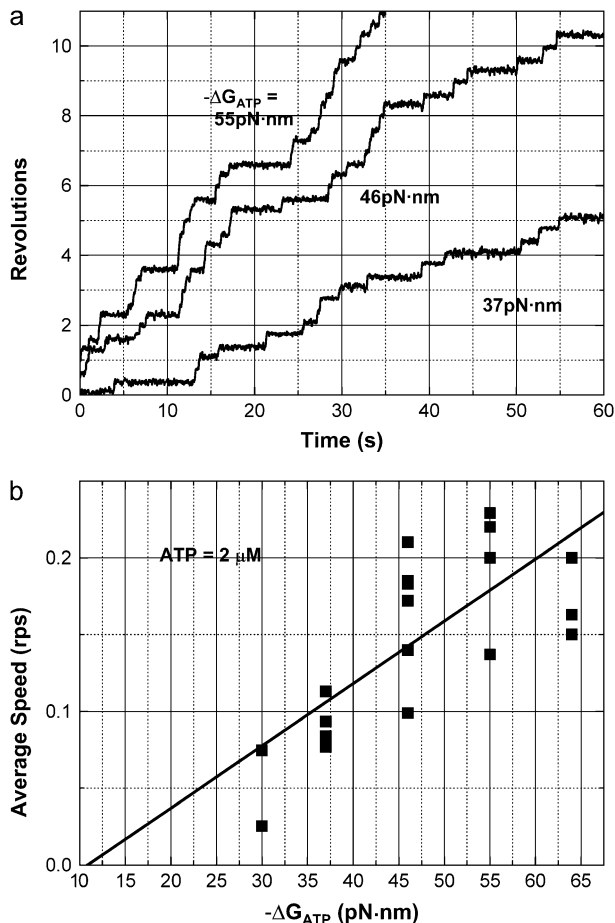 a
10
8
6
4
2
0
Revolutions
-ΔG_ATP =
55pN·nm
46pN·nm
37pN·nm
0 10 20 30 40 50 60
Time (s)
b
0.2
0.1
0.0
Average Speed (rps)
ATP = 2 μM
10 15 20 25 30 35 40 45 50 55 60 65
-ΔG_ATP (pN·nm)